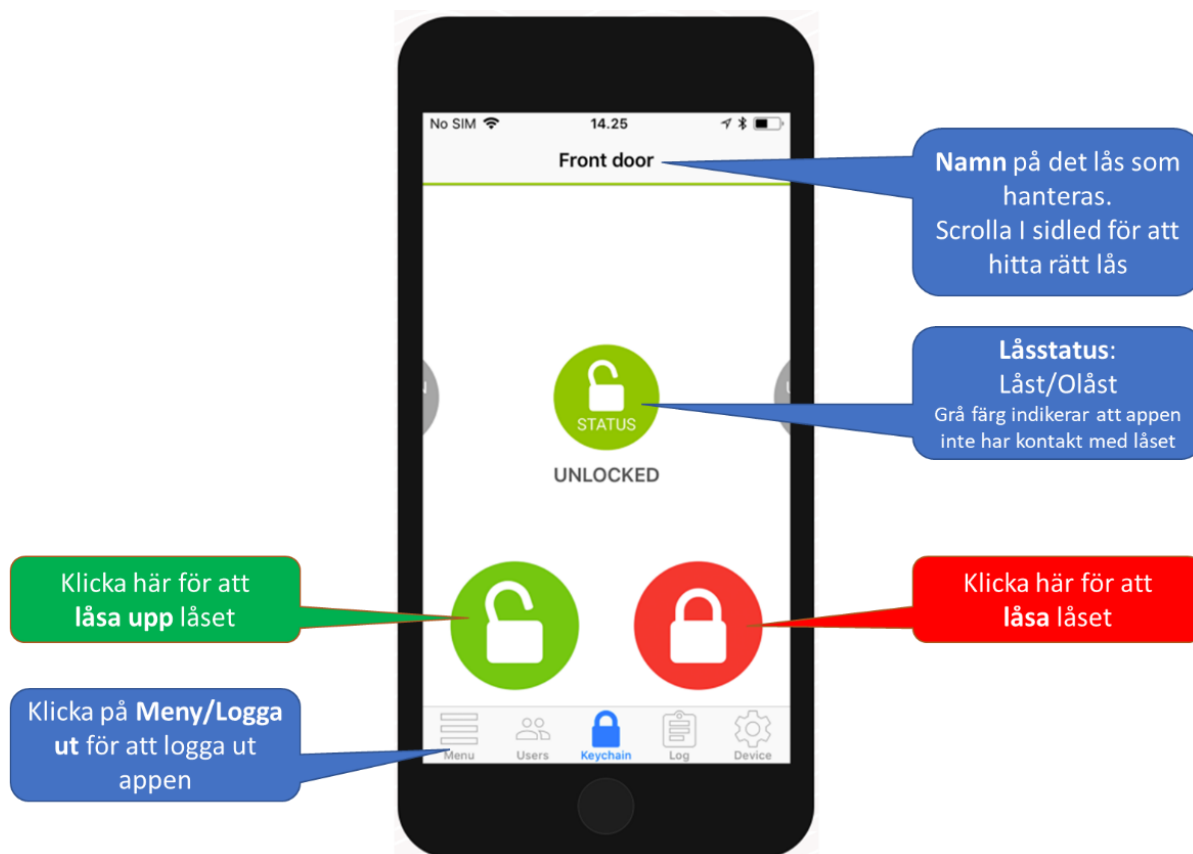 No SIM 14.25
Front door
Namn på det lås som
hanteras.
Scrolla I sidled för att
hitta rätt lås
Låsstatus:
Låst/Olåst
Grå färg indikerar att appen
inte har kontakt med låset
STATUS
UNLOCKED
Klicka här för att
låsa upp låset
Klicka här för att
låsa låset
Klicka på Meny/Logga
ut för att logga ut
appen
Menu Users Keychain Log Device